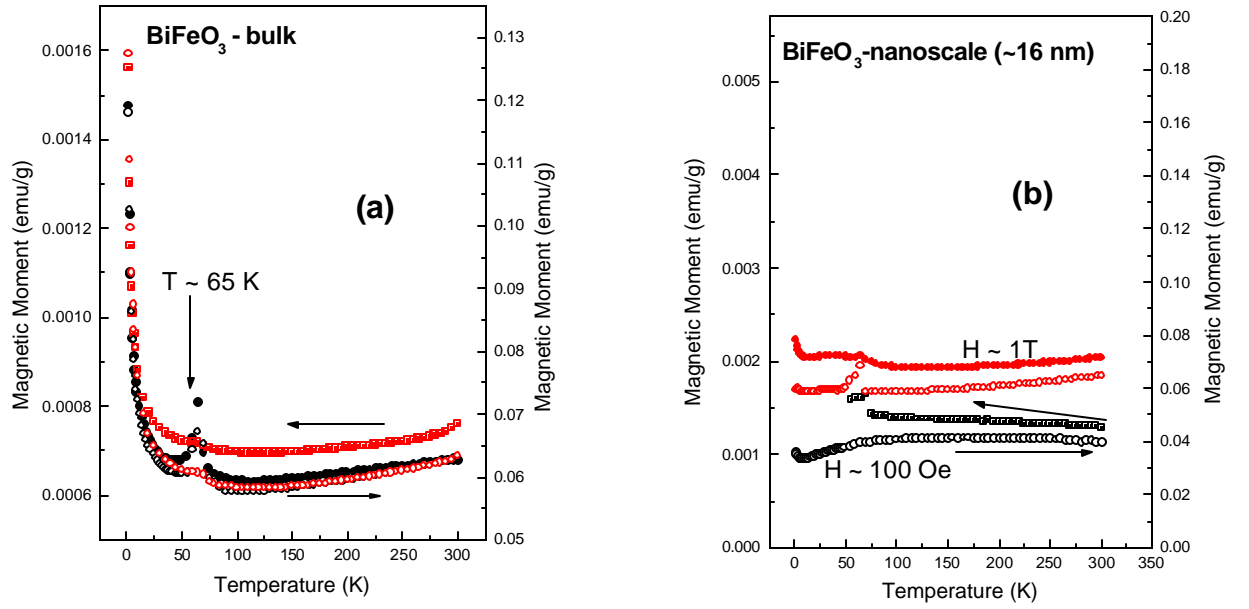 BiFeO3 - bulk
(a)
T ~ 65 K
0.0016
0.0014
0.0012
0.0010
0.0008
0.0006
Magnetic Moment (emu/g)
0.13
0.12
0.11
0.10
0.09
0.08
0.07
0.06
0.05
Magnetic Moment (emu/g)
0 50 100 150 200 250 300
Temperature (K)
BiFeO3-nanoscale (~16 nm)
(b)
H ~ 1T
H ~ 100 Oe
0.005
0.004
0.003
0.002
0.001
0.000
Magnetic Moment (emu/g)
0.20
0.18
0.16
0.14
0.12
0.10
0.08
0.06
0.04
0.02
0.00
Magnetic Moment (emu/g)
0 50 100 150 200 250 300 350
Temperature (K)